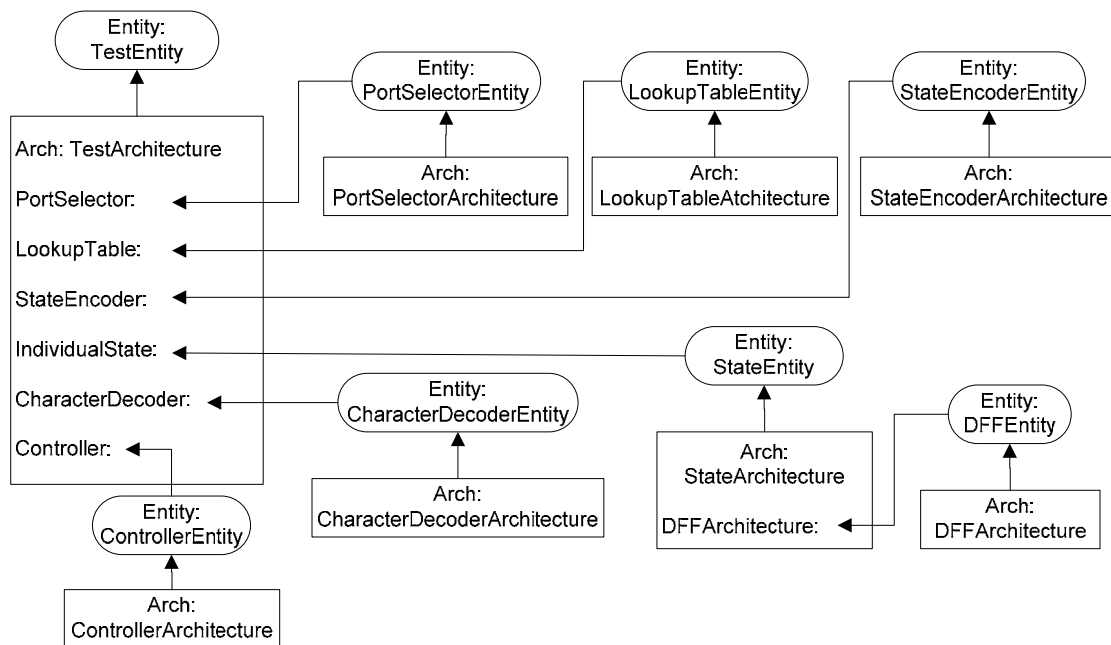 Entity:
TestEntity
Arch: TestArchitecture
PortSelector:
LookupTable:
StateEncoder:
IndividualState:
CharacterDecoder:
Controller:
Entity:
PortSelectorEntity
Arch:
PortSelectorArchitecture
Entity:
LookupTableEntity
Arch:
LookupTableAtchitecture
Entity:
StateEncoderEntity
Arch:
StateEncoderArchitecture
Entity:
StateEntity
Arch:
StateArchitecture
DFFArchitecture:
Entity:
DFFEntity
Arch:
DFFArchitecture
Entity:
CharacterDecoderEntity
Arch:
CharacterDecoderArchitecture
Entity:
ControllerEntity
Arch:
ControllerArchitecture